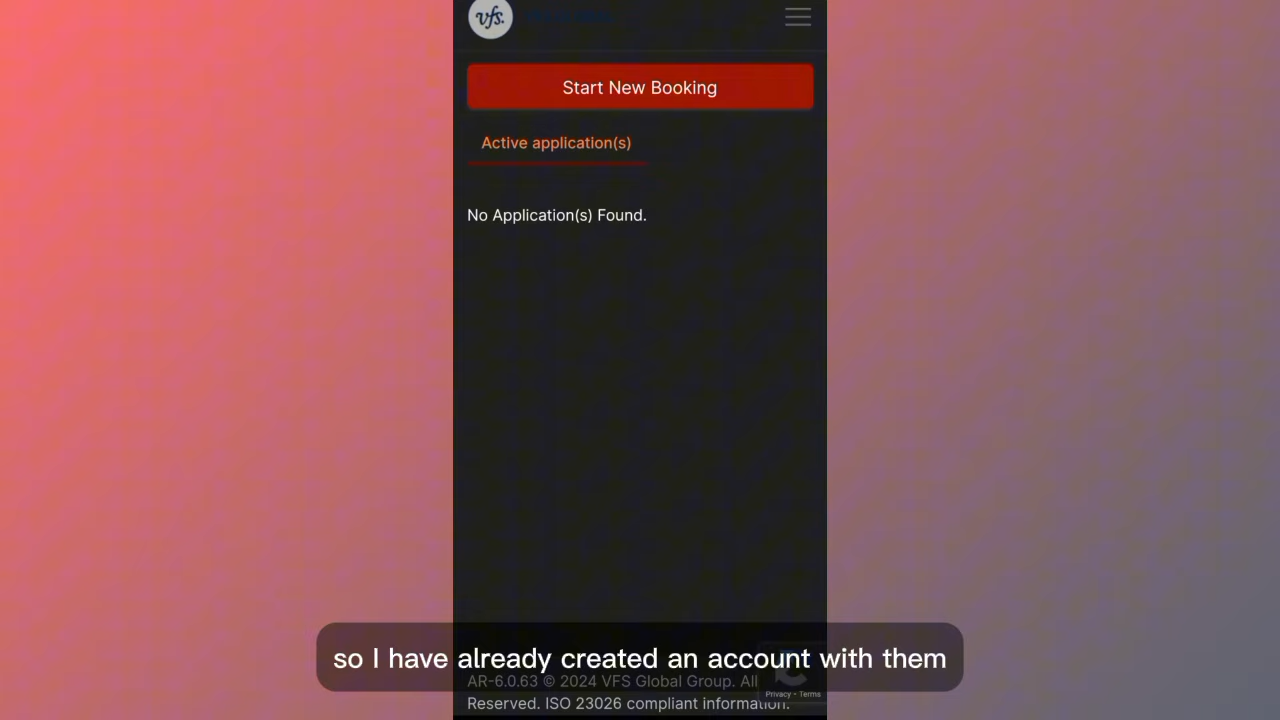 vfs.
Start New Booking
Active application(s)
No Application(s) Found.
so I have already created an account with them
AR-6.0.63 © 2024 VFS Global Group. All
Privacy - Terms
Reserved. ISO 23026 compliant information.